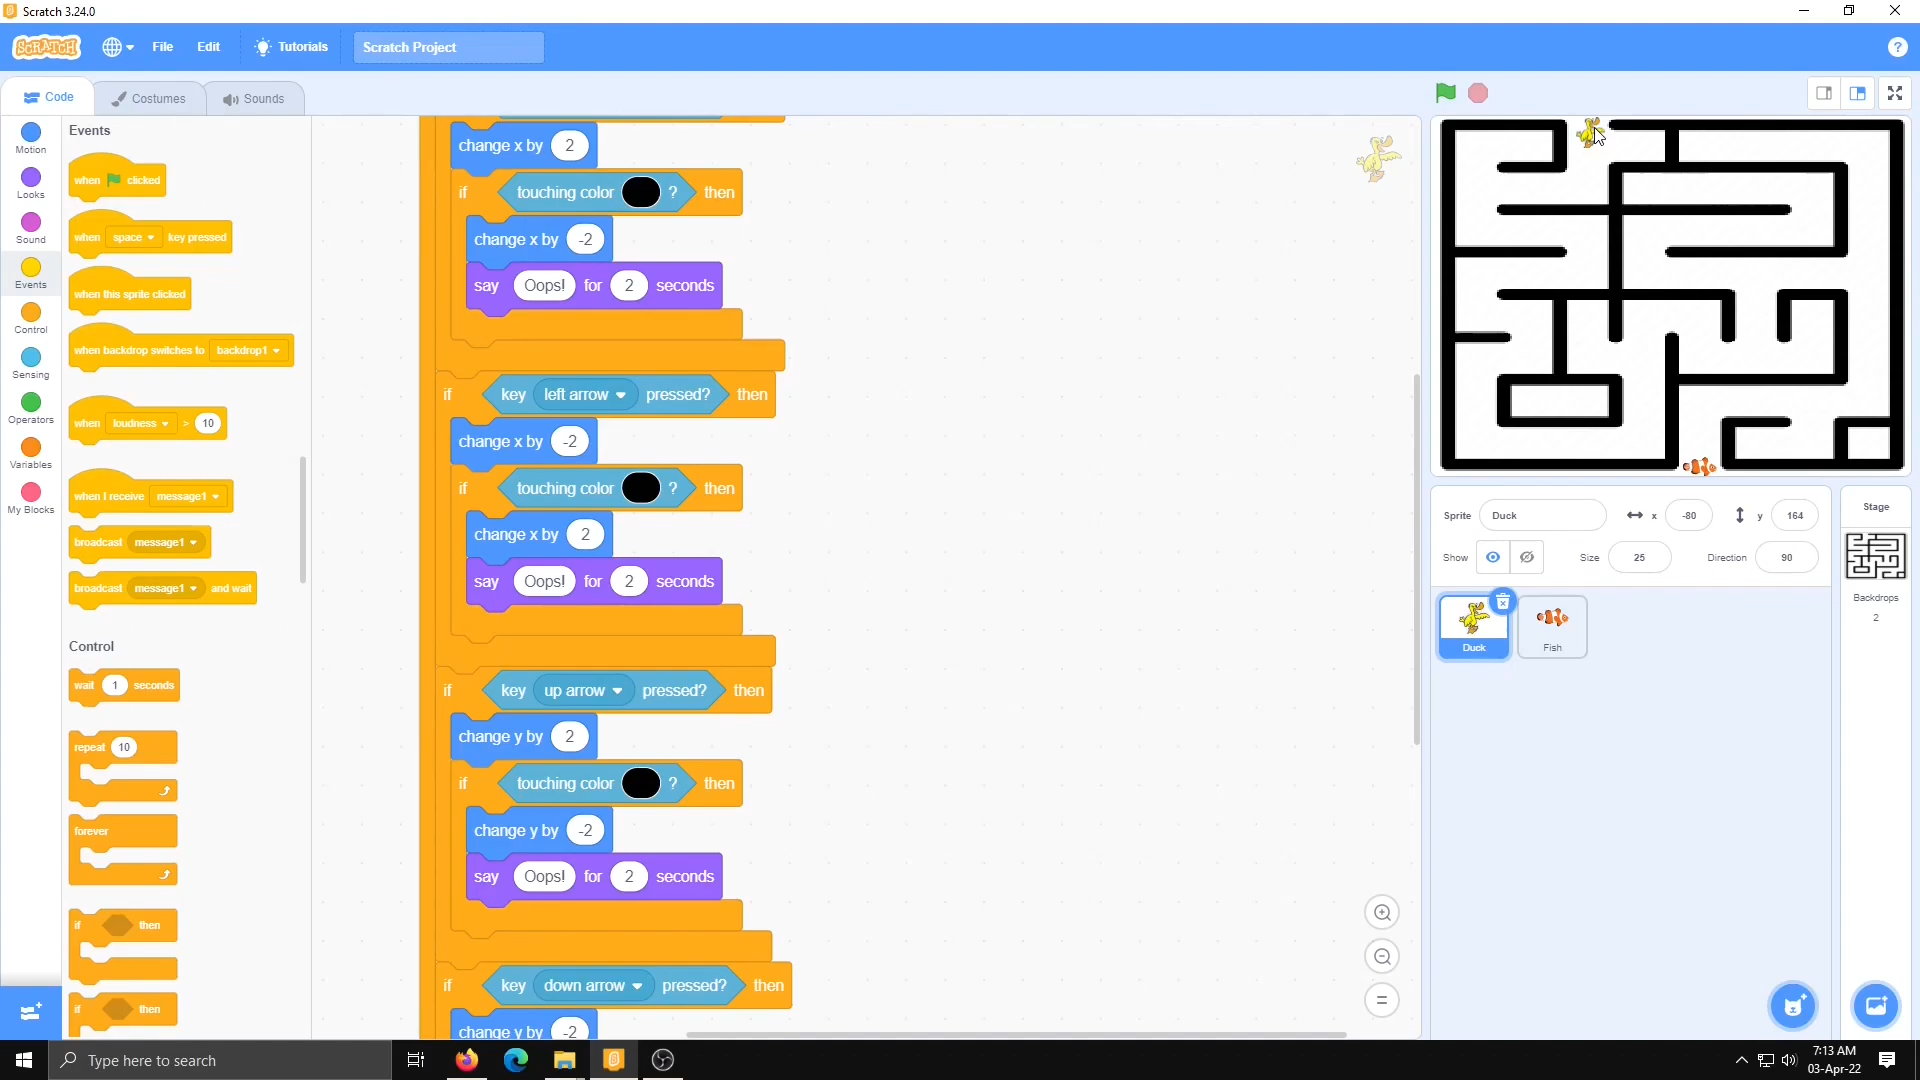 Scratch 3.24.0
SCRATCH
File
Edit
Tutorials
Scratch Project
?
Code
Costumes
Sounds
Motion
Looks
Sound
Events
Control
Sensing
Operators
Variables
My Blocks
Events
when clicked
when space key pressed
when this sprite clicked
when backdrop switches to backdrop1
when loudness > 10
when I receive message1
broadcast message1
broadcast message1 and wait
Control
wait 1 seconds
repeat 10
forever
if then
if then
change x by 2
if touching color ? then
change x by -2
say Oops! for 2 seconds
if key left arrow pressed? then
change x by -2
if touching color ? then
change x by 2
say Oops! for 2 seconds
if key up arrow pressed? then
change y by 2
if touching color ? then
change y by -2
say Oops! for 2 seconds
if key down arrow pressed? then
change y by -2
Sprite Duck x -80 y 164
Show Size 25 Direction 90
Duck
Fish
Stage
Backdrops
2
Type here to search
7:13 AM
03-Apr-22